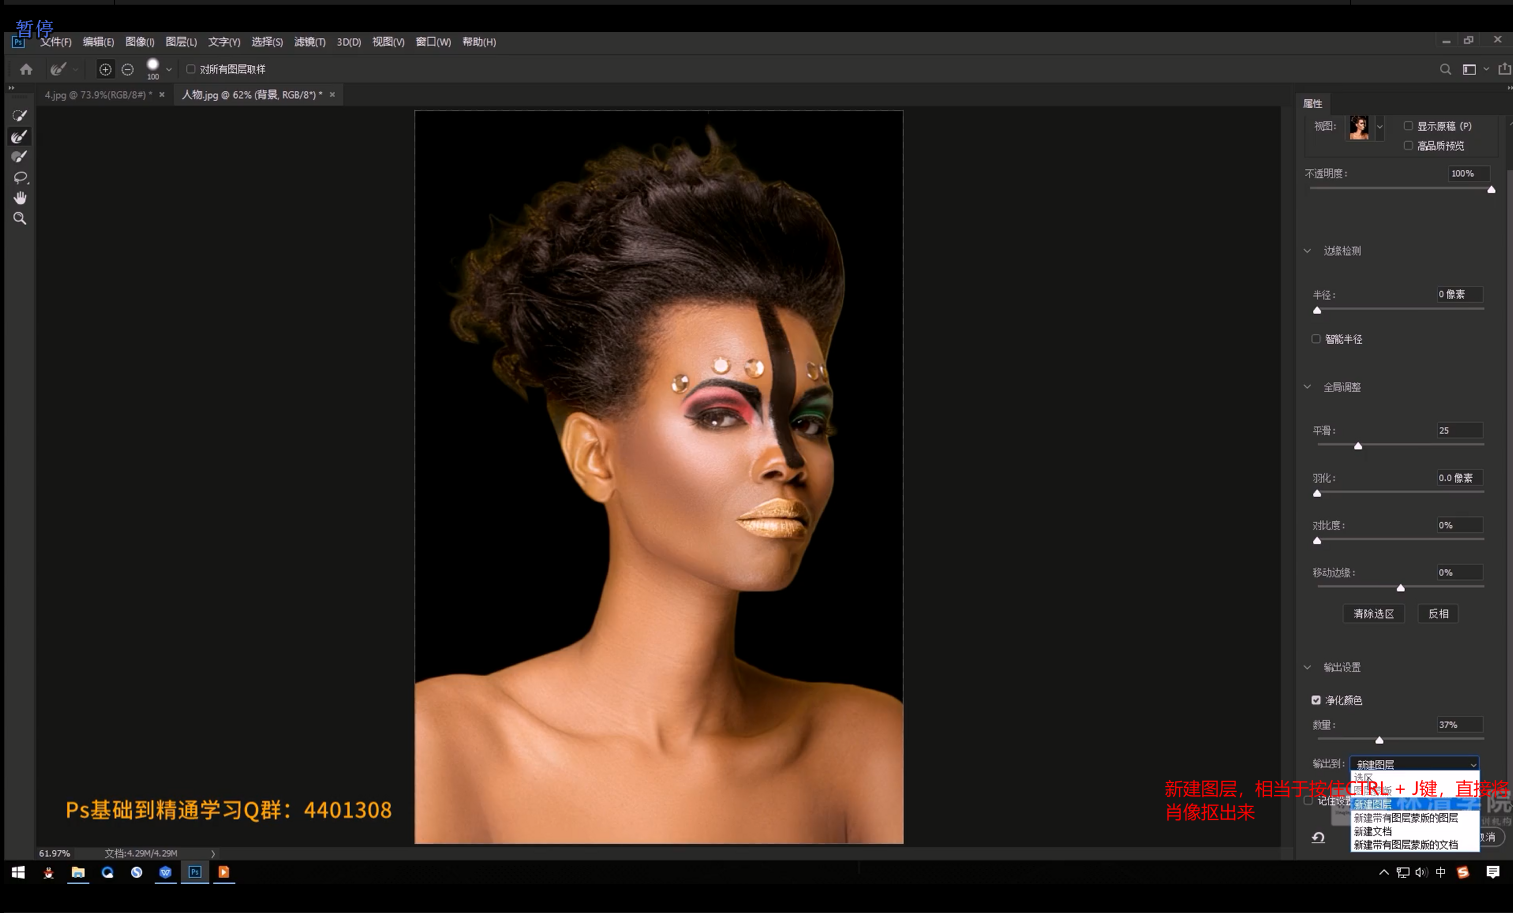 暂停
文件(F) 编辑(E) 图像(I) 图层(L) 文字(Y) 选择(S) 滤镜(T) 3D(D) 视图(V) 窗口(W) 帮助(H)
100 对所有图层取样
4.jpg @ 73.9%(RGB/8#) * × 人物.jpg @ 62% (背景, RGB/8*) * ×
属性
视图: 显示原稿 (P)
高品质预览
不透明度: 100%
边缘检测
半径: 0 像素
智能半径
全局调整
平滑: 25
羽化: 0.0 像素
对比度: 0%
移动边缘: 0%
清除选区 反相
输出设置
净化颜色
数量: 37%
输出到: 新建图层
选区
新建图层，相当于按住CTRL + J键，直接将
肖像抠出来
记住设
新建图层
新建带有图层蒙版的图层
新建文档
新建带有图层蒙版的文档
取消
Ps基础到精通学习Q群：4401308
61.97% 文档:4.29M/4.29M
中